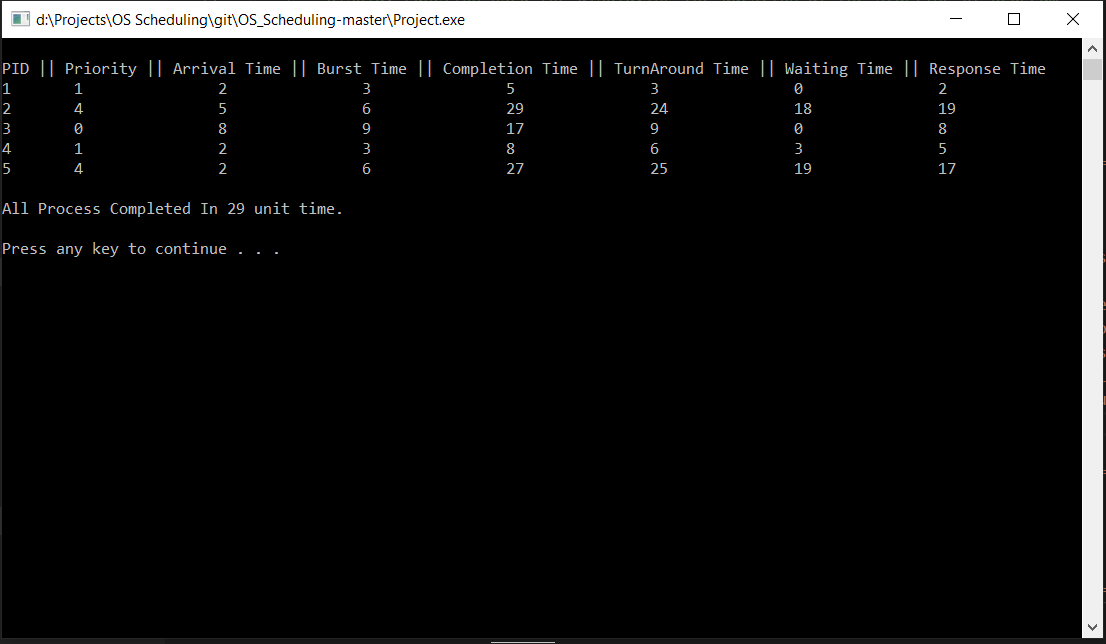 d:\Projects\OS Scheduling\git\OS_Scheduling-master\Project.exe
PID || Priority || Arrival Time || Burst Time || Completion Time || TurnAround Time || Waiting Time || Response Time
1 1 2 3 5 3 0 2
2 4 5 6 29 24 18 19
3 0 8 9 17 9 0 8
4 1 2 3 8 6 3 5
5 4 2 6 27 25 19 17
All Process Completed In 29 unit time.
Press any key to continue . . .